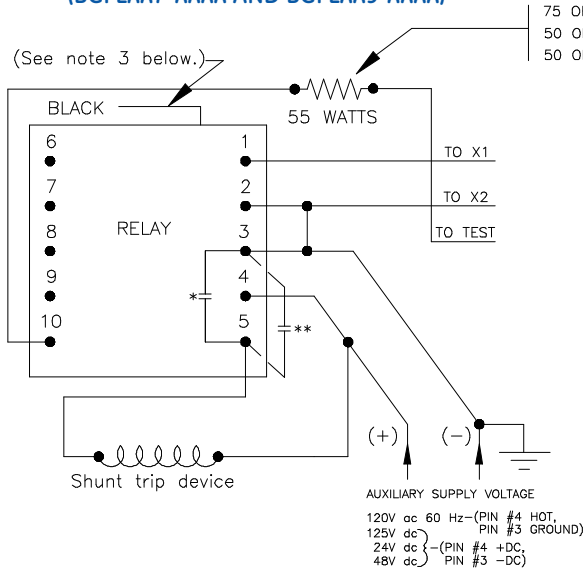 (See note 3 below.)
75 O
50 O
50 O
BLACK
55 WATTS
6
1
TO X1
7
2
TO X2
8
RELAY
3
TO TEST
9
4
*
**
10
5
(+)
(-)
Shunt trip device
AUXILIARY SUPPLY VOLTAGE
120V ac 60 Hz-(PIN #4 HOT,
PIN #3 GROUND)
125V dc
24V dc -(PIN #4 +DC,
48V dc PIN #3 -DC)